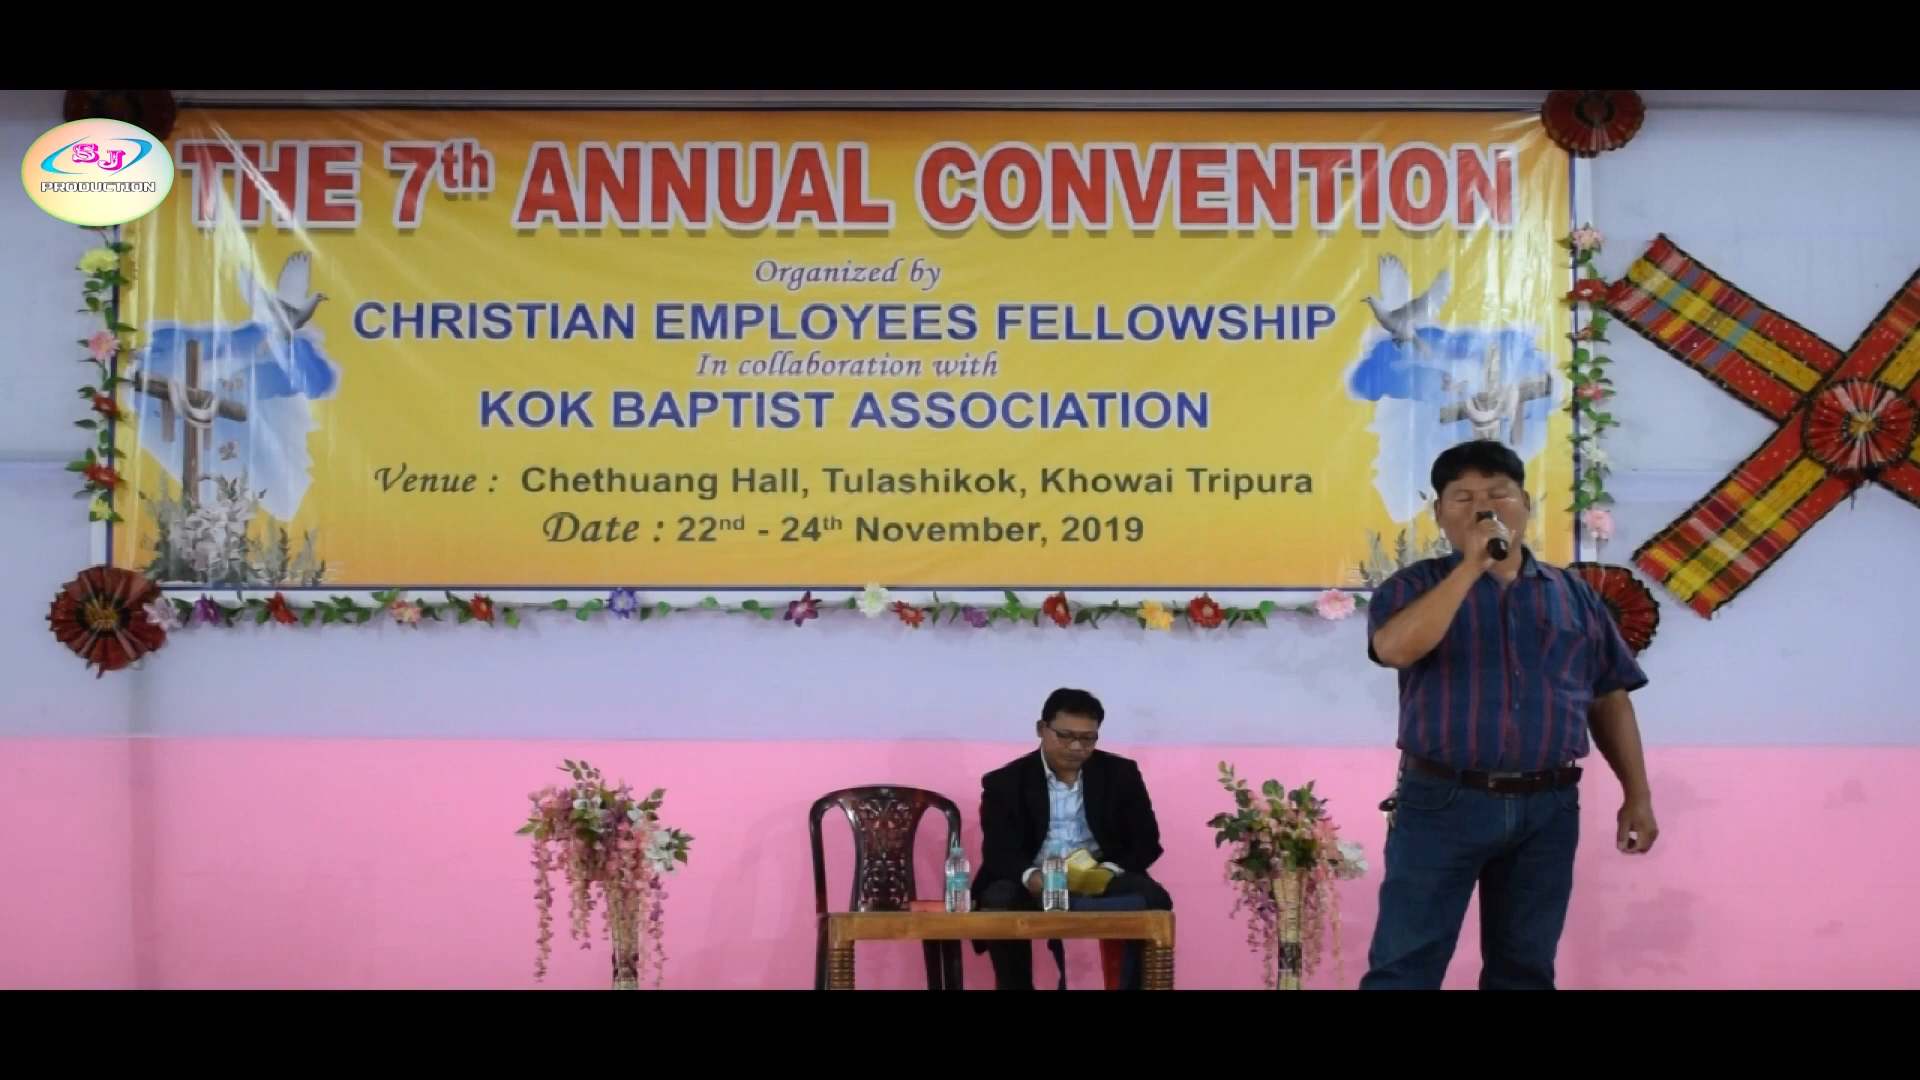 SJ
PRODUCTION
THE 7th ANNUAL CONVENTION
Organized by
CHRISTIAN EMPLOYEES FELLOWSHIP
In collaboration with
KOK BAPTIST ASSOCIATION
Venue : Chethuang Hall, Tulashikok, Khowai Tripura
Date : 22nd - 24th November, 2019